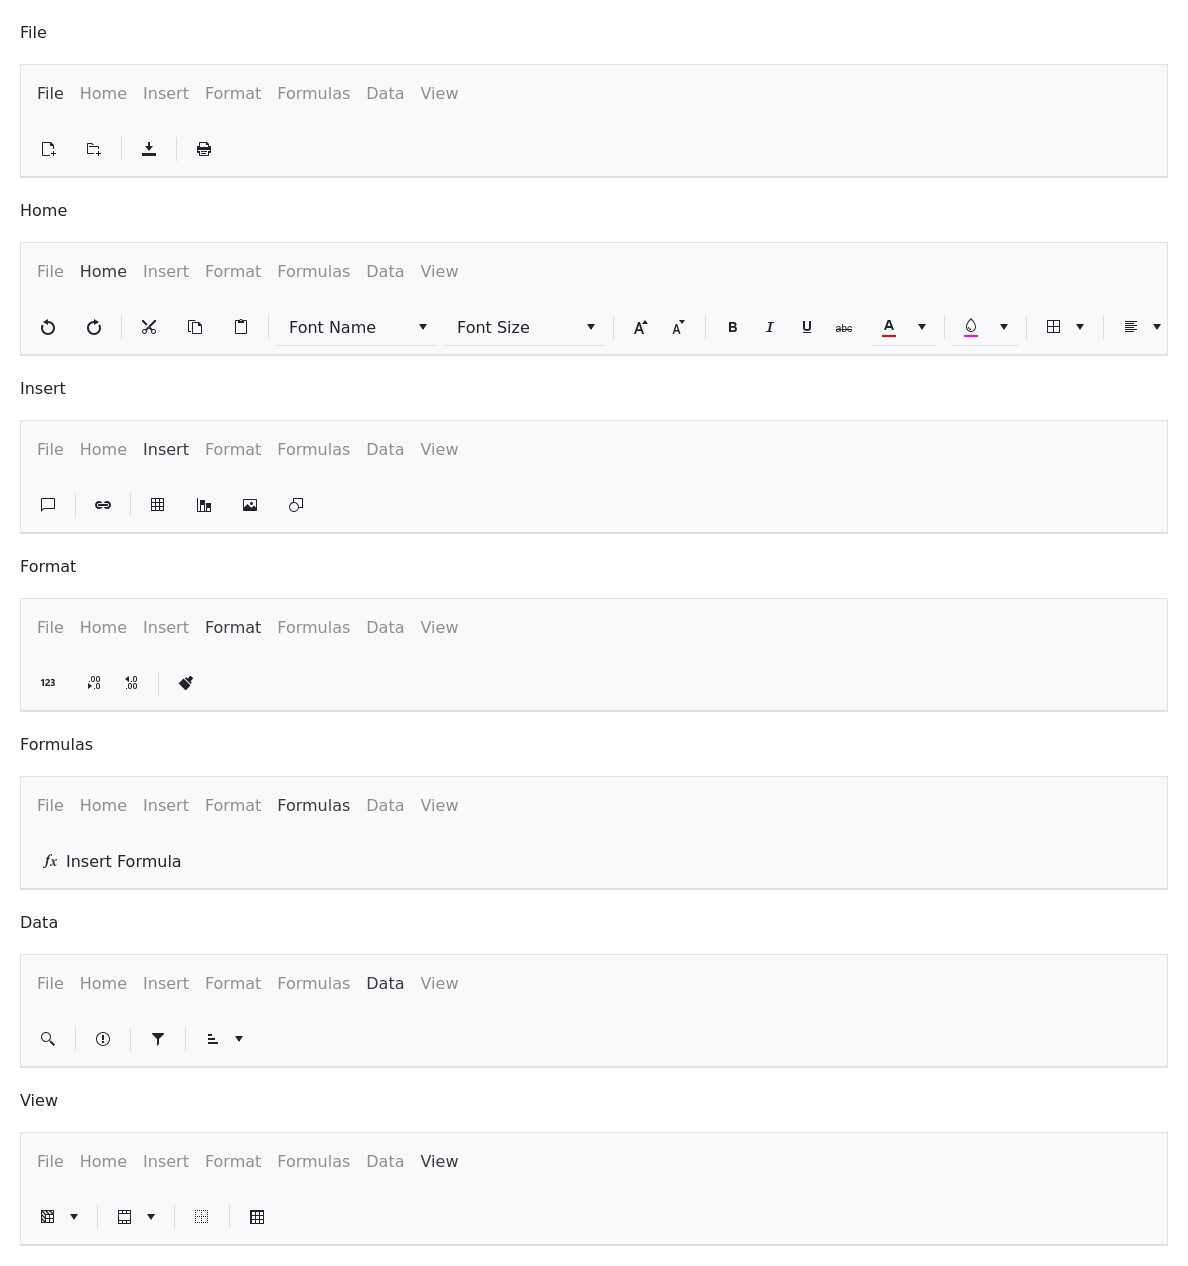 File
File Home Insert Format Formulas Data View
Home
File Home Insert Format Formulas Data View
Font Name Font Size A A B I U abc A
Insert
File Home Insert Format Formulas Data View
Format
File Home Insert Format Formulas Data View
123 .00 .0 .0 .00
Formulas
File Home Insert Format Formulas Data View
fx Insert Formula
Data
File Home Insert Format Formulas Data View
View
File Home Insert Format Formulas Data View